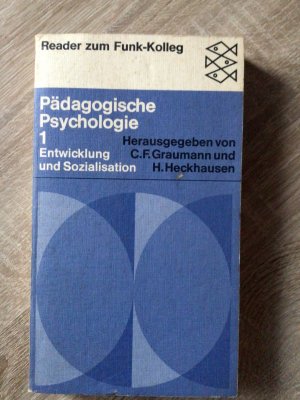 Reader zum Funk-Kolleg
Pädagogische
Psychologie
1
Entwicklung
und Sozialisation
Herausgegeben von
C.F. Graumann und
H. Heckhausen